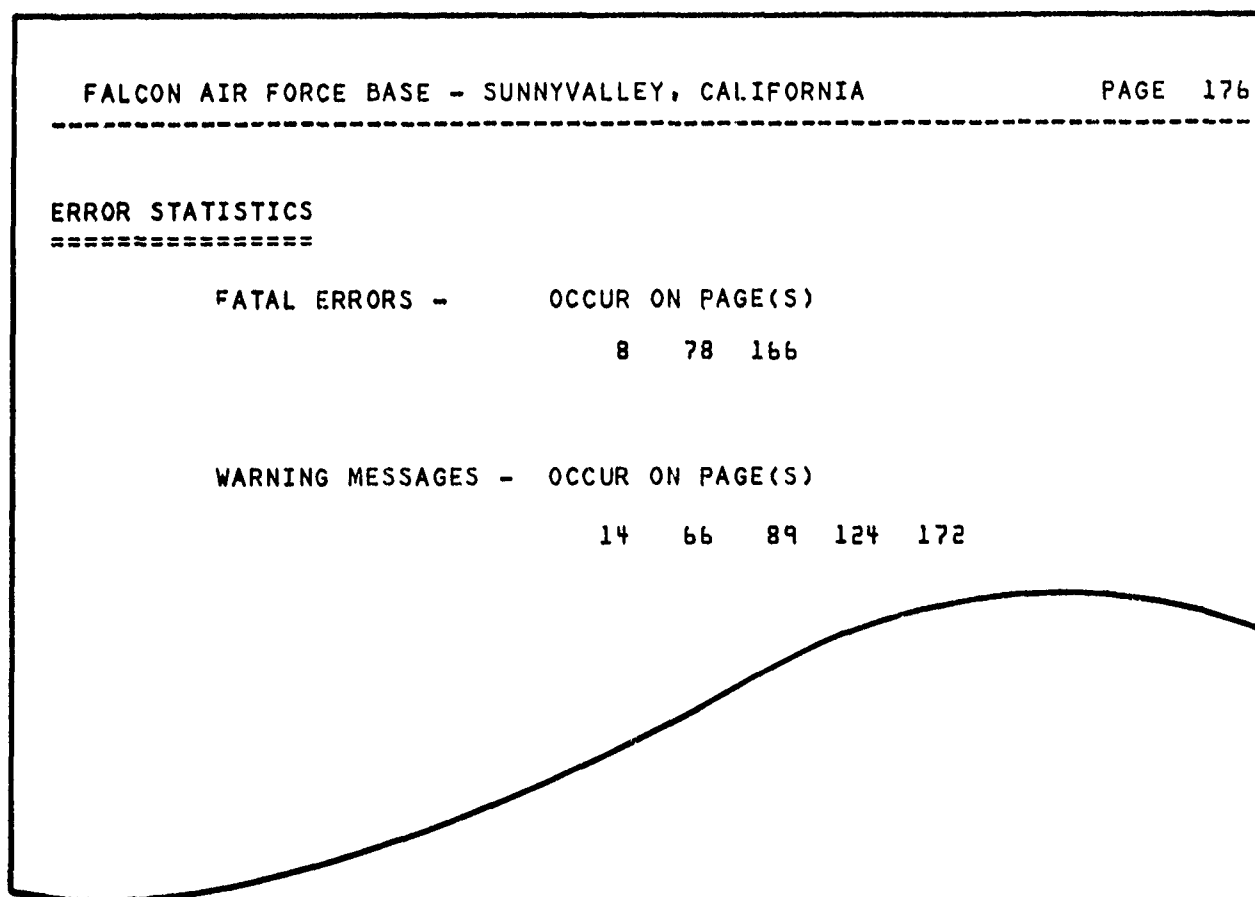 FALCON AIR FORCE BASE - SUNNYVALLEY, CALIFORNIA PAGE 176
ERROR STATISTICS
FATAL ERRORS - OCCUR ON PAGE(S)
8 78 166
WARNING MESSAGES - OCCUR ON PAGE(S)
14 66 89 124 172